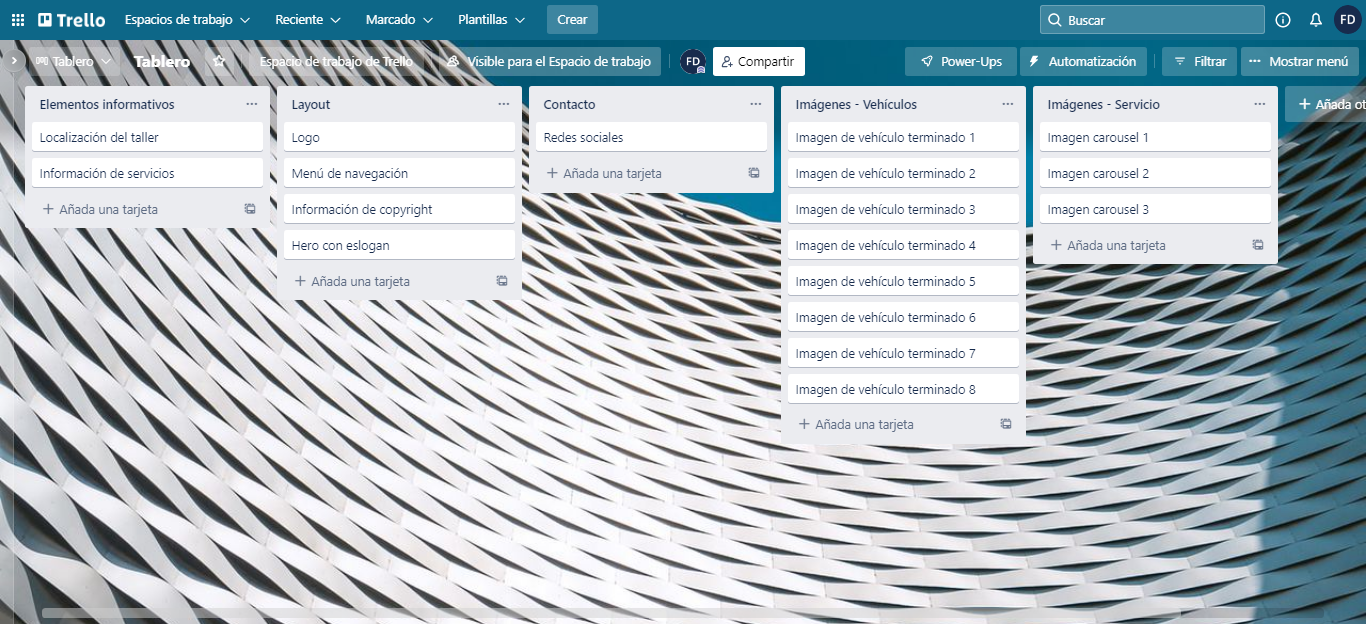 Trello
Espacios de trabajo
Reciente
Marcado
Plantillas
Crear
Buscar
FD
Tablero
Tablero
Espacio de trabajo de Trello
Visible para el Espacio de trabajo
FD
Compartir
Power-Ups
Automatización
Filtrar
Mostrar menú
Elementos informativos
Localización del taller
Información de servicios
Añada una tarjeta
Layout
Logo
Menú de navegación
Información de copyright
Hero con eslogan
Añada una tarjeta
Contacto
Redes sociales
Añada una tarjeta
Imágenes - Vehículos
Imagen de vehículo terminado 1
Imagen de vehículo terminado 2
Imagen de vehículo terminado 3
Imagen de vehículo terminado 4
Imagen de vehículo terminado 5
Imagen de vehículo terminado 6
Imagen de vehículo terminado 7
Imagen de vehículo terminado 8
Añada una tarjeta
Imágenes - Servicio
Imagen carousel 1
Imagen carousel 2
Imagen carousel 3
Añada una tarjeta
Añada ot